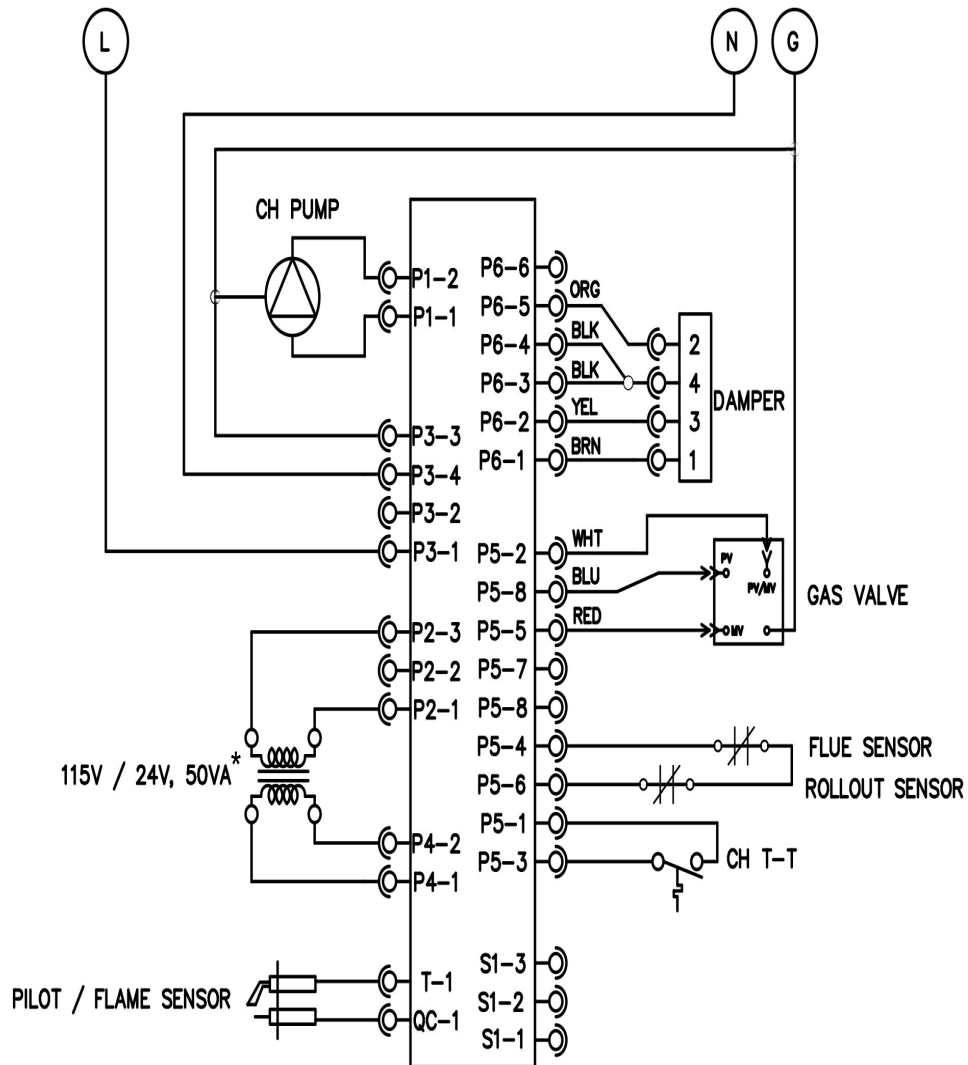 L
N
G
CH PUMP
P1-2
P1-1
P3-3
P3-4
P3-2
P3-1
P2-3
P2-2
P2-1
115V / 24V, 50VA*
P4-2
P4-1
PILOT / FLAME SENSOR
T-1
QC-1
P6-6
P6-5
ORG
P6-4
BLK
P6-3
BLK
P6-2
YEL
P6-1
BRN
2
4
3
1
DAMPER
P5-2
WHT
P5-8
BLU
P5-5
RED
PV
PV/MV
MV
GAS VALVE
P5-7
P5-8
P5-4
FLUE SENSOR
P5-6
ROLLOUT SENSOR
P5-1
P5-3
CH T-T
S1-3
S1-2
S1-1